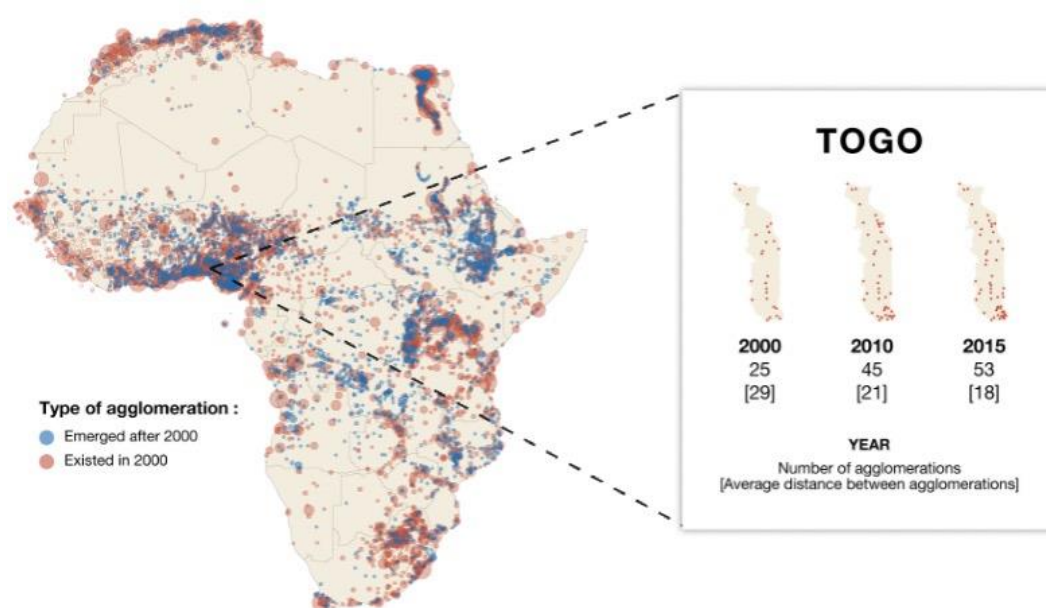 Type of agglomeration :
Emerged after 2000
Existed in 2000
TOGO
2000
25
[29]
2010
45
[21]
2015
53
[18]
YEAR
Number of agglomerations
[Average distance between agglomerations]